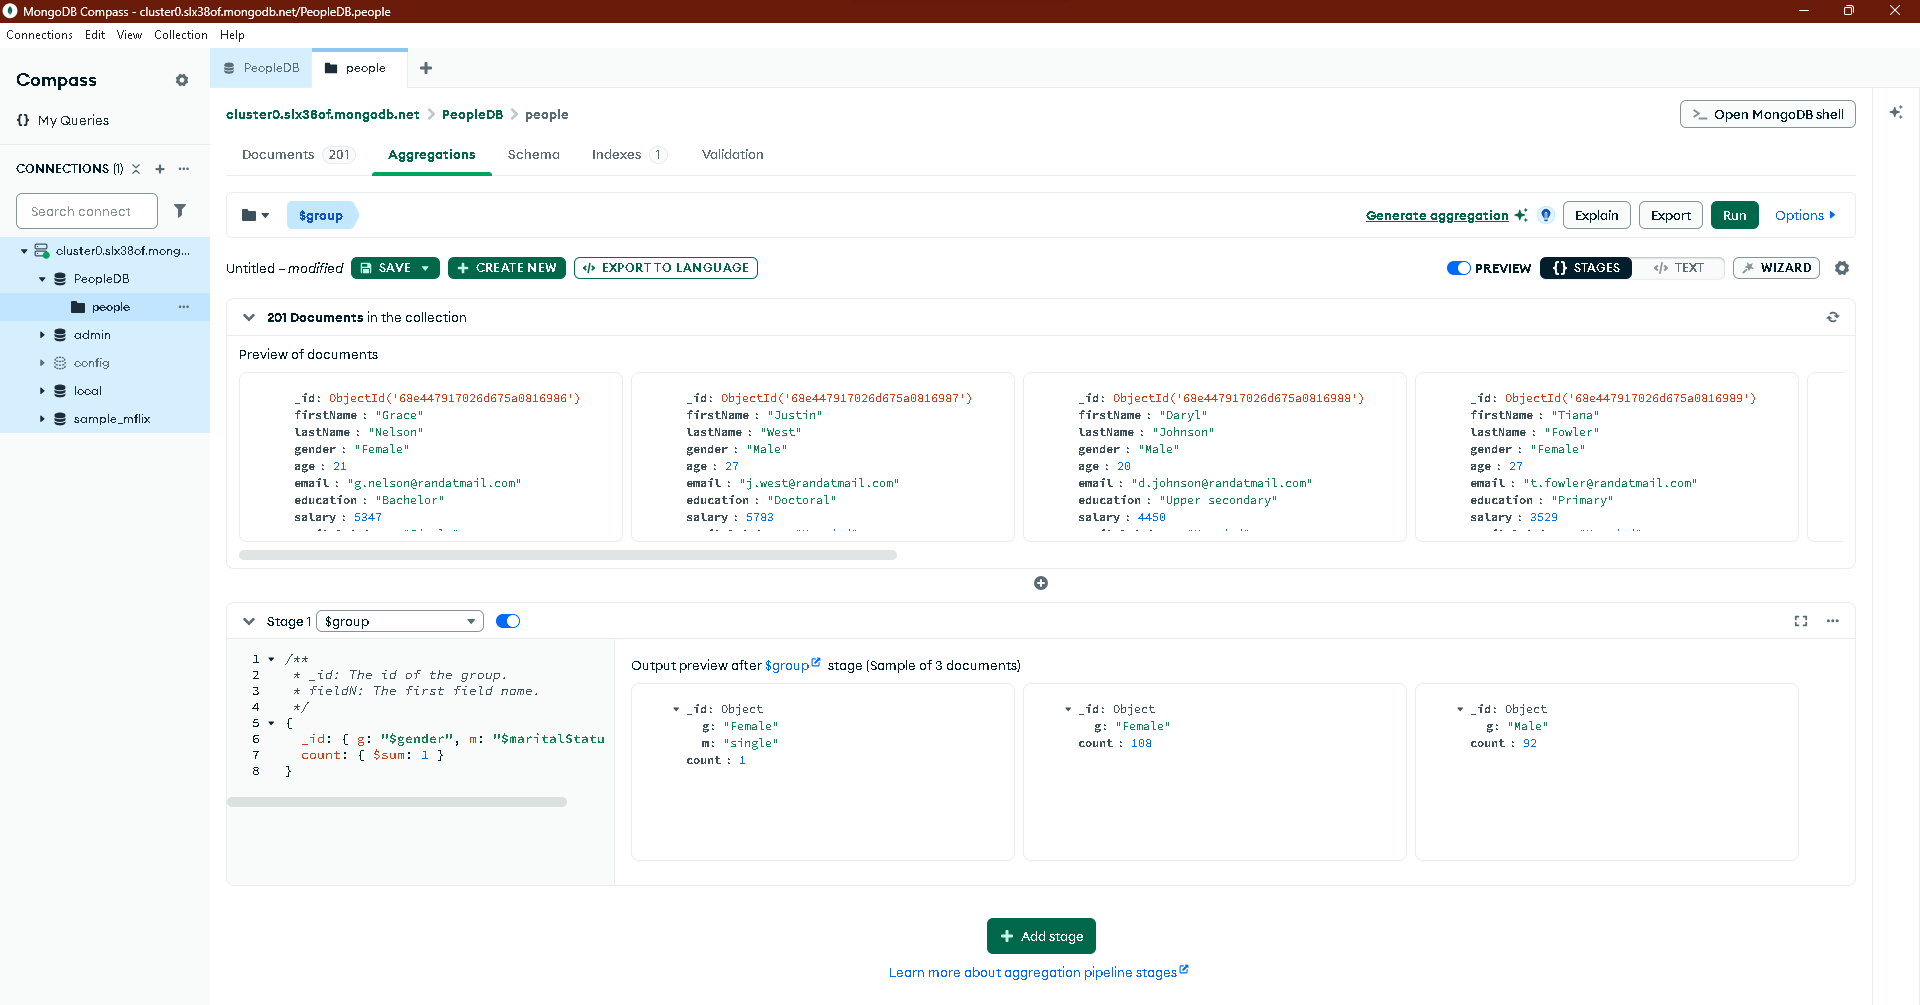 MongoDB Compass - cluster0.slx38of.mongodb.net/PeopleDB.people
Connections Edit View Collection Help
Compass
PeopleDB
people
My Queries
cluster0.slx38of.mongodb.net > PeopleDB > people
>_ Open MongoDB shell
Documents 201 Aggregations Schema Indexes 1 Validation
CONNECTIONS (1)
Search connect
cluster0.slx38of.mong...
PeopleDB
people
admin
config
local
sample_mflix
$group
Generate aggregation Explain Export Run Options
Untitled – modified SAVE CREATE NEW </> EXPORT TO LANGUAGE
PREVIEW {} STAGES </> TEXT WIZARD
201 Documents in the collection
Preview of documents
_id: ObjectId('68e447917026d675a0816986')
firstName : "Grace"
lastName : "Nelson"
gender : "Female"
age : 21
email : "g.nelson@randatmail.com"
education : "Bachelor"
salary : 5347
_id: ObjectId('68e447917026d675a0816987')
firstName : "Justin"
lastName : "West"
gender : "Male"
age : 27
email : "j.west@randatmail.com"
education : "Doctoral"
salary : 5783
_id: ObjectId('68e447917026d675a0816988')
firstName : "Daryl"
lastName : "Johnson"
gender : "Male"
age : 20
email : "d.johnson@randatmail.com"
education : "Upper secondary"
salary : 4450
_id: ObjectId('68e447917026d675a0816989')
firstName : "Tiana"
lastName : "Fowler"
gender : "Female"
age : 27
email : "t.fowler@randatmail.com"
education : "Primary"
salary : 3529
Stage 1 $group
1 /**
2 * _id: The id of the group.
3 * fieldN: The first field name.
4 */
5 {
6 _id: { g: "$gender", m: "$maritalStatu
7 count: { $sum: 1 }
8 }
Output preview after $group stage (Sample of 3 documents)
_id: Object
g: "Female"
m: "single"
count : 1
_id: Object
g: "Female"
count : 108
_id: Object
g: "Male"
count : 92
Add stage
Learn more about aggregation pipeline stages